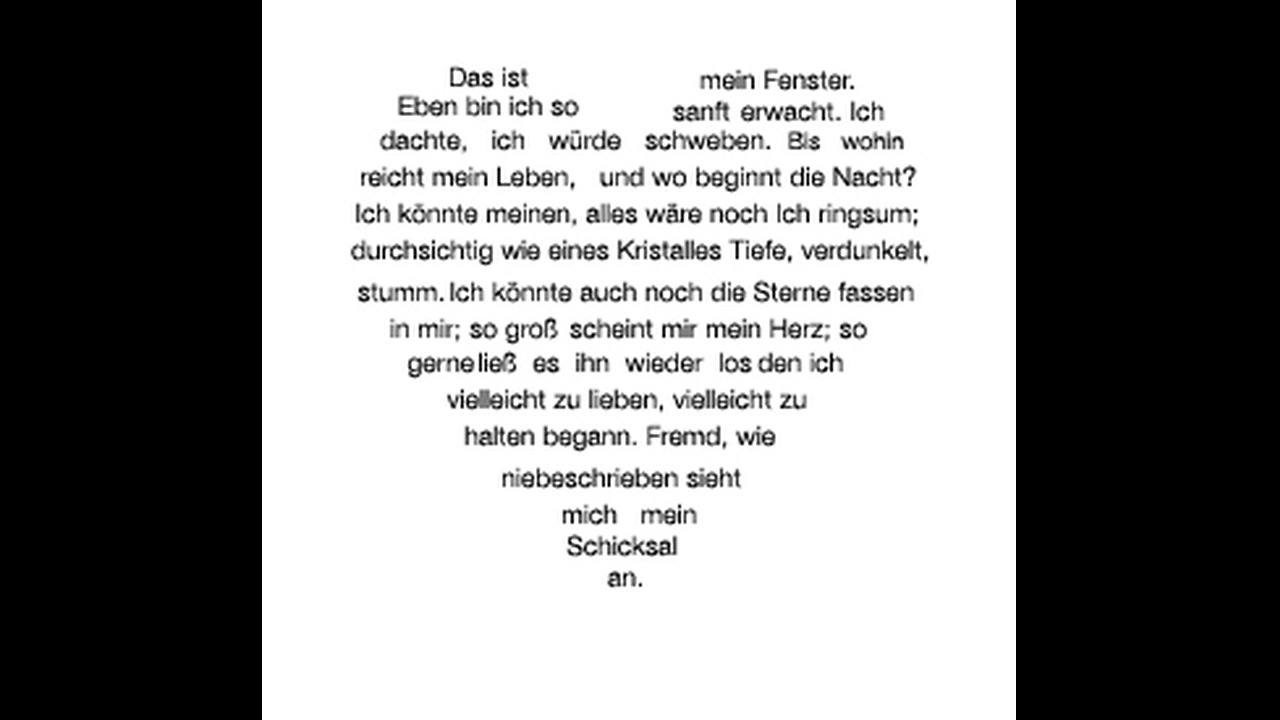 Das ist mein Fenster.
Eben bin ich so sanft erwacht. Ich
dachte, ich würde schweben. Bis wohin
reicht mein Leben, und wo beginnt die Nacht?
Ich könnte meinen, alles wäre noch Ich ringsum;
durchsichtig wie eines Kristalles Tiefe, verdunkelt,
stumm. Ich könnte auch noch die Sterne fassen
in mir; so groß scheint mir mein Herz; so
gerne ließ es ihn wieder los den ich
vielleicht zu lieben, vielleicht zu
halten begann. Fremd, wie
niebeschrieben sieht
mich mein
Schicksal
an.